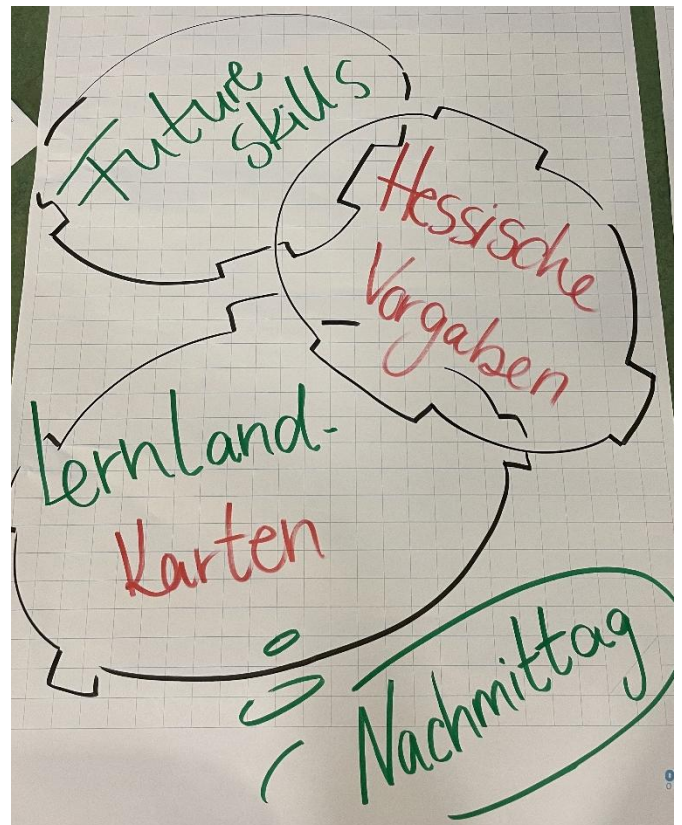 Future
Skills
Hessische
Vorgaben
LernLand-
Karten
Nachmittag